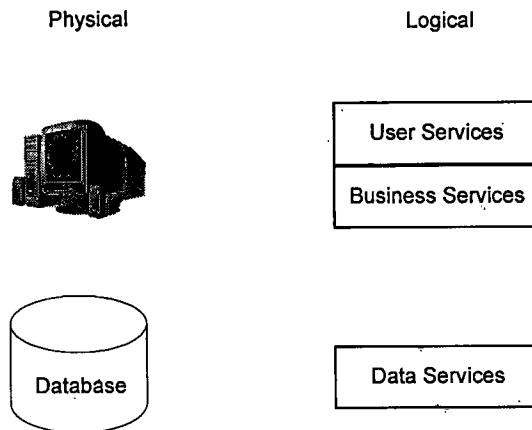 Physical
Logical
User Services
Business Services
Database
Data Services